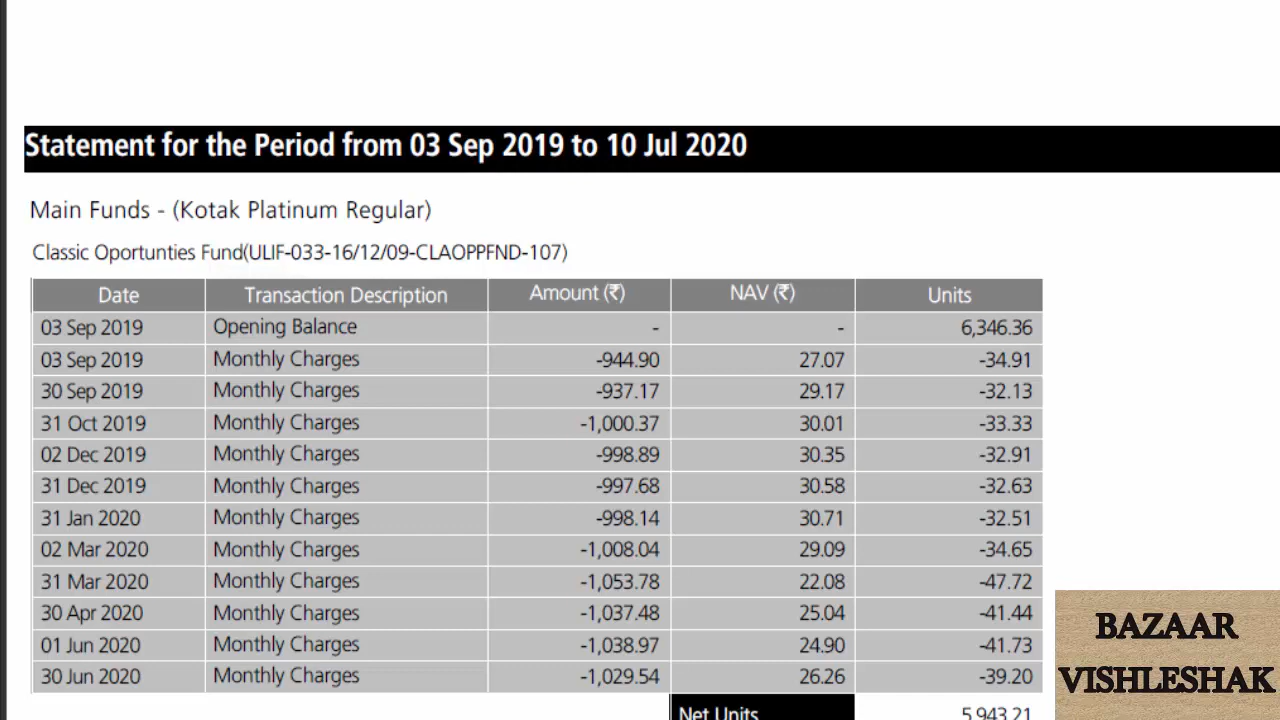 Statement for the Period from 03 Sep 2019 to 10 Jul 2020
Main Funds - (Kotak Platinum Regular)
Classic Oportunties Fund(ULIF-033-16/12/09-CLAOPPFND-107)
Date Transaction Description Amount (₹) NAV (₹) Units
03 Sep 2019 Opening Balance - - 6,346.36
03 Sep 2019 Monthly Charges -944.90 27.07 -34.91
30 Sep 2019 Monthly Charges -937.17 29.17 -32.13
31 Oct 2019 Monthly Charges -1,000.37 30.01 -33.33
02 Dec 2019 Monthly Charges -998.89 30.35 -32.91
31 Dec 2019 Monthly Charges -997.68 30.58 -32.63
31 Jan 2020 Monthly Charges -998.14 30.71 -32.51
02 Mar 2020 Monthly Charges -1,008.04 29.09 -34.65
31 Mar 2020 Monthly Charges -1,053.78 22.08 -47.72
30 Apr 2020 Monthly Charges -1,037.48 25.04 -41.44
01 Jun 2020 Monthly Charges -1,038.97 24.90 -41.73
30 Jun 2020 Monthly Charges -1,029.54 26.26 -39.20
Net Units 5,943.21
BAZAAR
VISHLESHAK